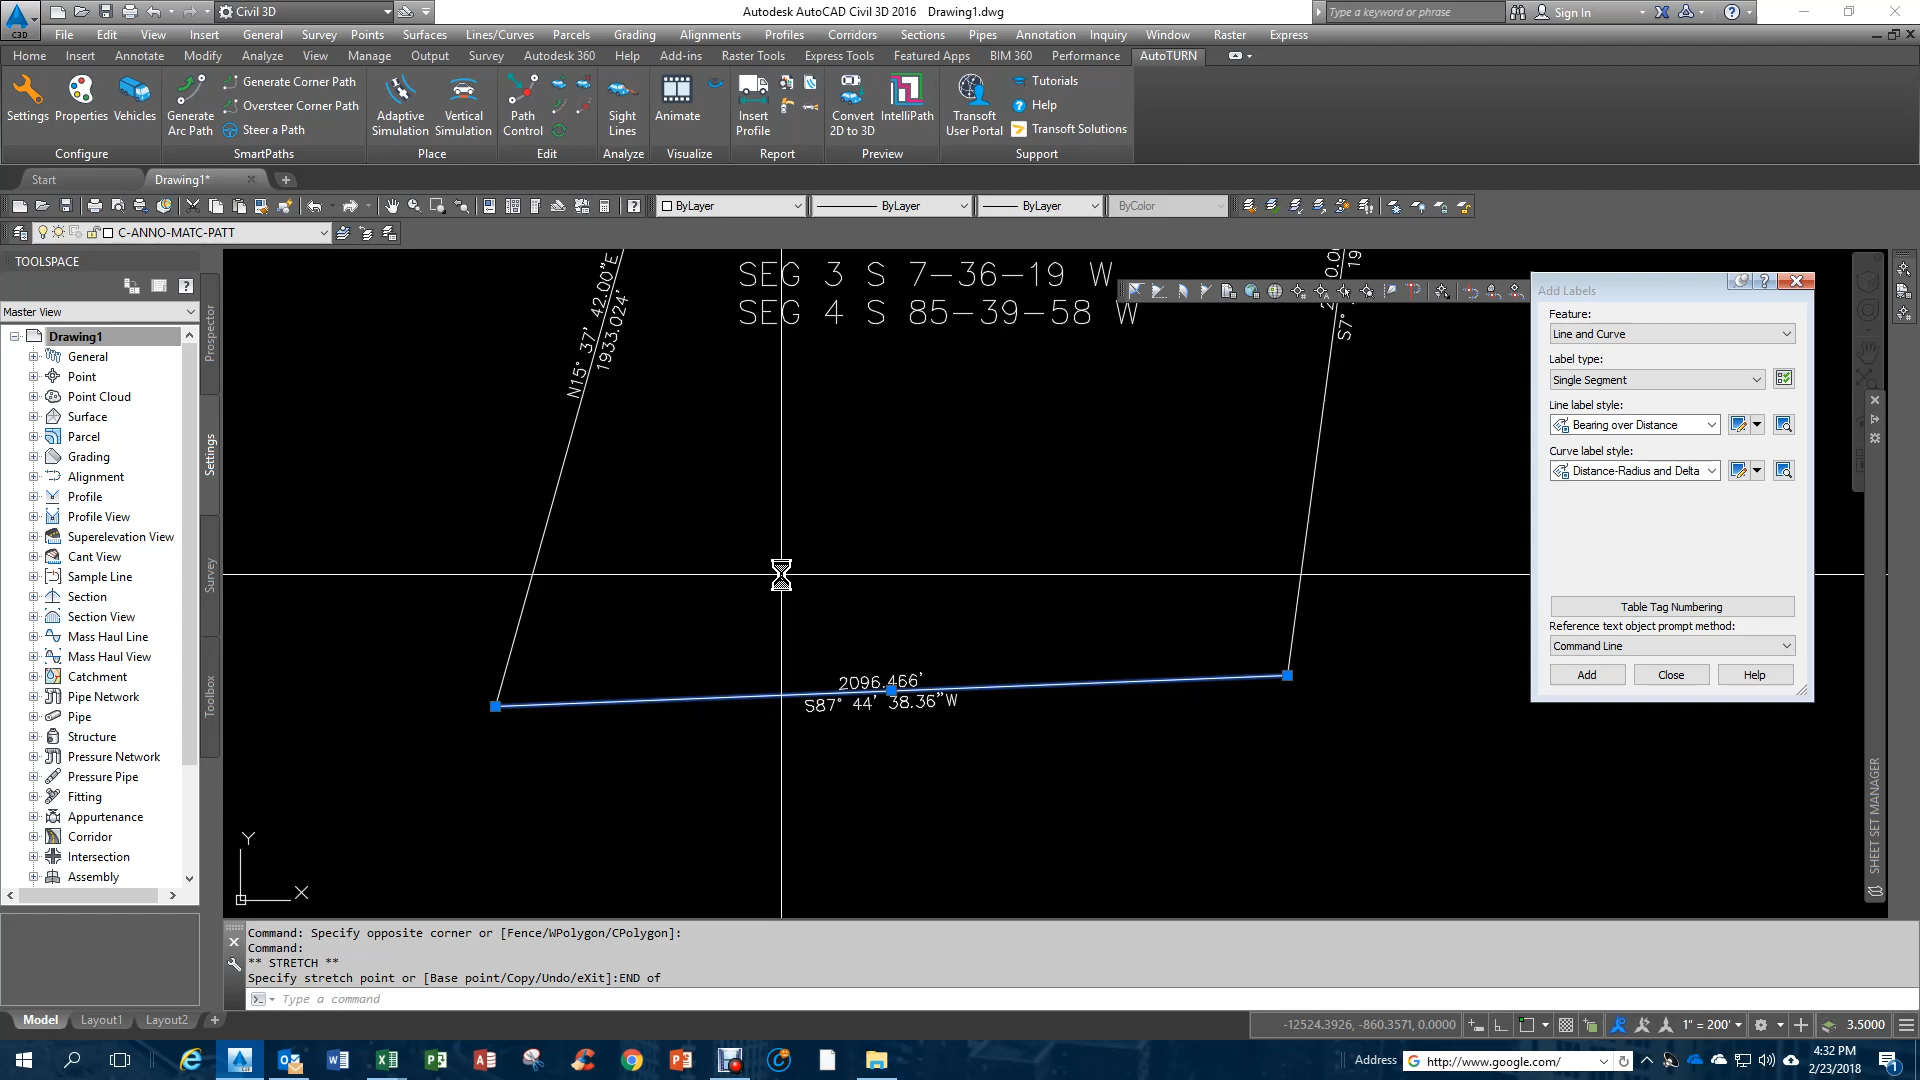 Civil 3D
Autodesk AutoCAD Civil 3D 2016 Drawing1.dwg
Type a keyword or phrase
Sign In
C3D
File Edit View Insert General Survey Points Surfaces Lines/Curves Parcels Grading Alignments Profiles Corridors Sections Pipes Annotation Inquiry Window Raster Express
Home Insert Annotate Modify Analyze View Manage Output Survey Autodesk 360 Help Add-ins Raster Tools Express Tools Featured Apps BIM 360 Performance AutoTURN
Settings Properties Vehicles
Generate Arc Path
Generate Corner Path
Oversteer Corner Path
Steer a Path
Adaptive Simulation
Vertical Simulation
Path Control
Sight Lines
Animate
Insert Profile
Convert 2D to 3D
IntelliPath
Transoft User Portal
Tutorials
Help
Transoft Solutions
Configure SmartPaths Place Edit Analyze Visualize Report Preview Support
Start Drawing1*
ByLayer ByLayer ByLayer ByColor
C-ANNO-MATC-PATT
TOOLSPACE
Master View
Drawing1
General
Point
Point Cloud
Surface
Parcel
Grading
Alignment
Profile
Profile View
Superelevation View
Cant View
Sample Line
Section
Section View
Mass Haul Line
Mass Haul View
Catchment
Pipe Network
Pipe
Structure
Pressure Network
Pressure Pipe
Fitting
Appurtenance
Corridor
Intersection
Assembly
Prospector
Settings
Survey
Toolbox
SEG 3 S 7-36-19 W
SEG 4 S 85-39-58 W
N15° 37' 42.00"E
1933.024'
S7°
2096.466'
S87° 44' 38.36"W
Y
X
Add Labels
Feature:
Line and Curve
Label type:
Single Segment
Line label style:
Bearing over Distance
Curve label style:
Distance-Radius and Delta
Table Tag Numbering
Reference text object prompt method:
Command Line
Add Close Help
SHEET SET MANAGER
Command: Specify opposite corner or [Fence/WPolygon/CPolygon]:
Command:
** STRETCH **
Specify stretch point or [Base point/Copy/Undo/eXit]:END of
Type a command
Model Layout1 Layout2
-12524.3926, -860.3571, 0.0000
1" = 200'
3.5000
Address
http://www.google.com/
4:32 PM
2/23/2018
1